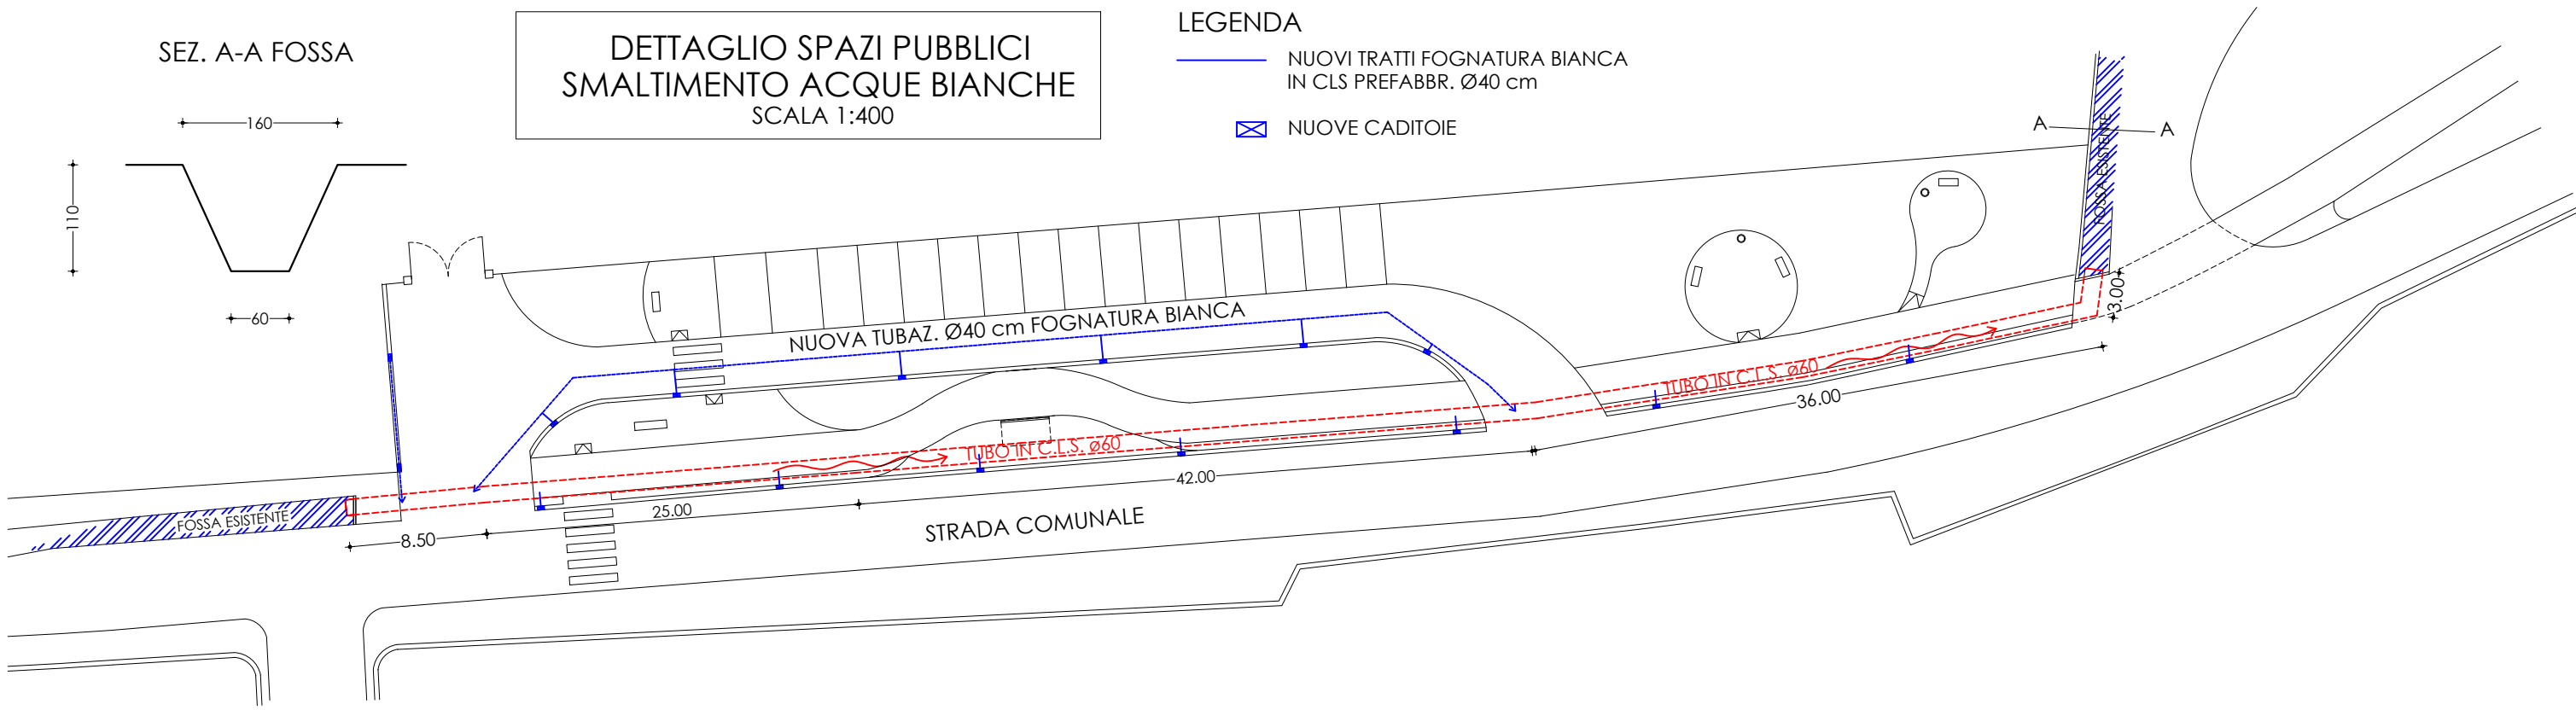 SEZ. A-A FOSSA
160
110
60
DETTAGLIO SPAZI PUBBLICI
SMALTIMENTO ACQUE BIANCHE
SCALA 1:400
LEGENDA
NUOVI TRATTI FOGNATURA BIANCA
IN CLS PREFABBR. Ø40 cm
NUOVE CADITOIE
A
A
FOSSA ESISTENTE
3.00
NUOVA TUBAZ. Ø40 cm FOGNATURA BIANCA
TUBO IN C.L.S. ø60
36.00
TUBO IN C.L.S. ø60
42.00
25.00
STRADA COMUNALE
FOSSA ESISTENTE
8.50